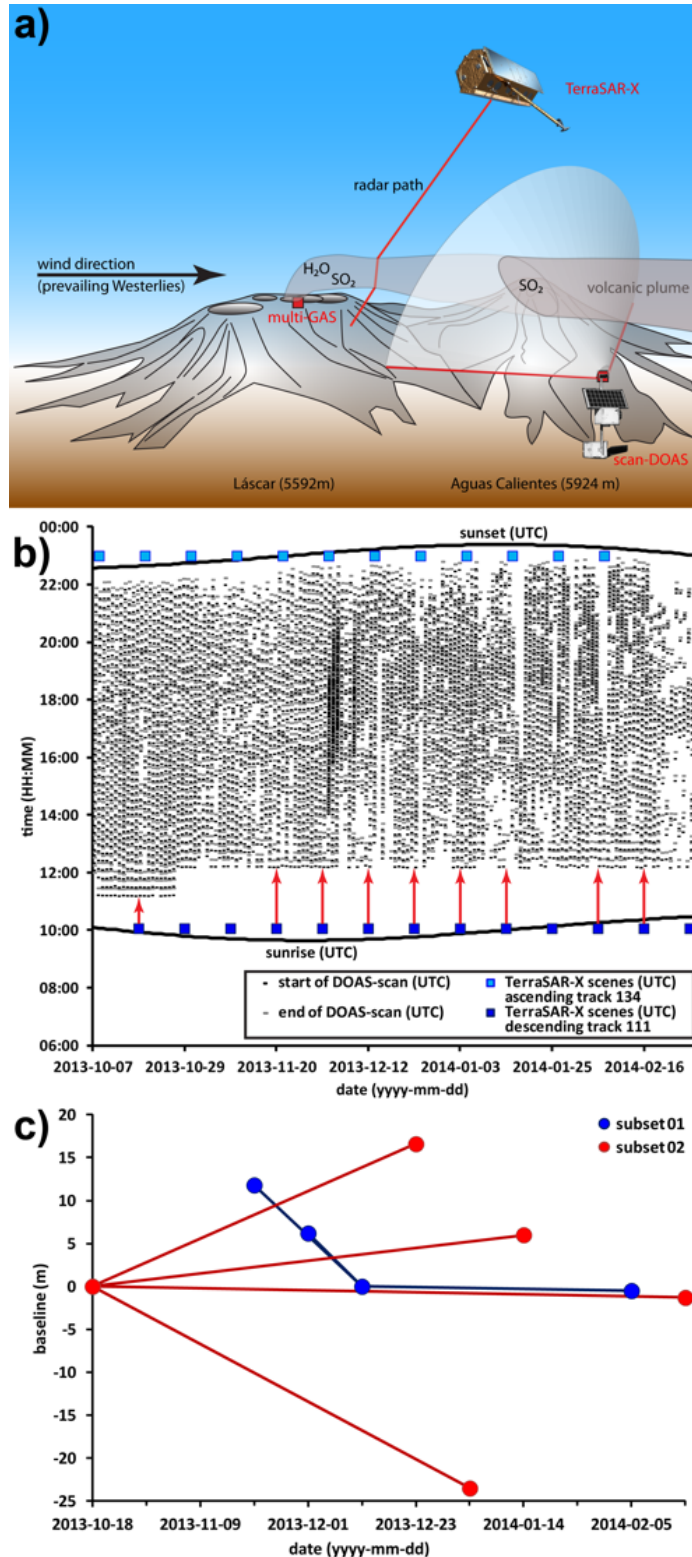 a)
TerraSAR-X
radar path
wind direction
(prevailing Westerlies)
H₂O
SO₂
SO₂
volcanic plume
multi-GAS
scan-DOAS
Láscar (5592m)
Aguas Calientes (5924 m)
b)
00:00
22:00
20:00
18:00
16:00
14:00
12:00
10:00
08:00
06:00
time (HH:MM)
sunset (UTC)
sunrise (UTC)
start of DOAS-scan (UTC)
end of DOAS-scan (UTC)
TerraSAR-X scenes (UTC)
ascending track 134
TerraSAR-X scenes (UTC)
descending track 111
2013-10-07 2013-10-29 2013-11-20 2013-12-12 2014-01-03 2014-01-25 2014-02-16
date (yyyy-mm-dd)
c)
20
15
10
5
0
-5
-10
-15
-20
-25
baseline (m)
subset 01
subset 02
2013-10-18 2013-11-09 2013-12-01 2013-12-23 2014-01-14 2014-02-05
date (yyyy-mm-dd)